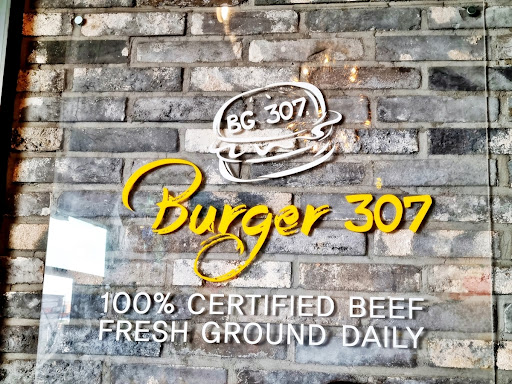 BG 307
Burger 307
100% CERTIFIED BEEF
FRESH GROUND DAILY